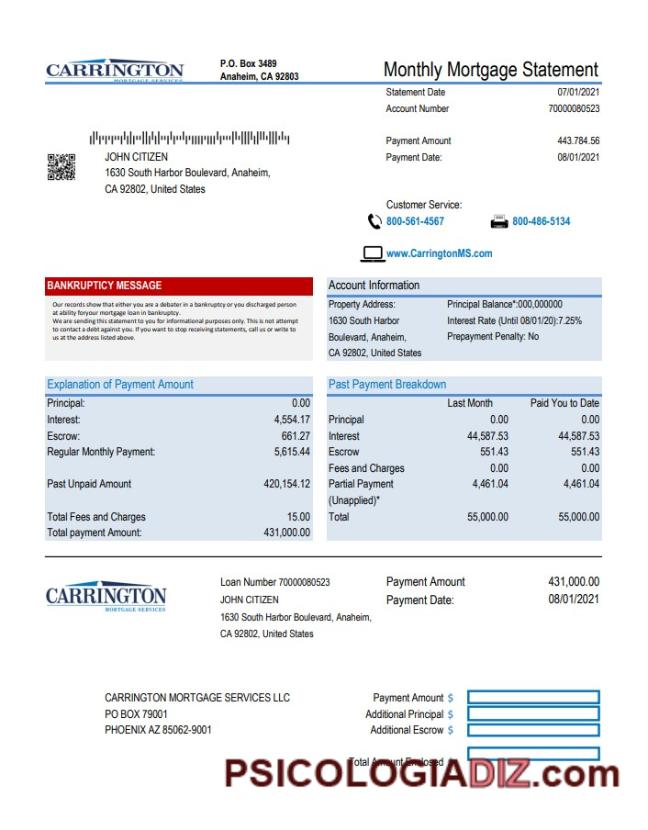 CARRINGTON
MORTGAGE SERVICES
P.O. Box 3489
Anaheim, CA 92803
Monthly Mortgage Statement
Statement Date 07/01/2021
Account Number 70000080523
Payment Amount 443.784.56
Payment Date: 08/01/2021
JOHN CITIZEN
1630 South Harbor Boulevard, Anaheim,
CA 92802, United States
Customer Service:
800-561-4567 800-486-5134
www.CarringtonMS.com
BANKRUPTICY MESSAGE
Our records show that either you are a debater in a bankruptcy or you discharged person
at ability foryour mortgage loan in bankruptcy.
We are sending this statement to you for informational purposes only. This is not attempt
to contact a debt against you. If you want to stop receiving statements, call us or write to
us at the address listed above.
Account Information
Property Address: Principal Balance*:000,000000
1630 South Harbor Interest Rate (Until 08/01/20):7.25%
Boulevard, Anaheim, Prepayment Penalty: No
CA 92802, United States
Explanation of Payment Amount
Principal: 0.00
Interest: 4,554.17
Escrow: 661.27
Regular Monthly Payment: 5,615.44
Past Unpaid Amount 420,154.12
Total Fees and Charges 15.00
Total payment Amount: 431,000.00
Past Payment Breakdown
Last Month Paid You to Date
Principal 0.00 0.00
Interest 44,587.53 44,587.53
Escrow 551.43 551.43
Fees and Charges 0.00 0.00
Partial Payment 4,461.04 4,461.04
(Unapplied)*
Total 55,000.00 55,000.00
CARRINGTON
MORTGAGE SERVICES
Loan Number 70000080523
JOHN CITIZEN
1630 South Harbor Boulevard, Anaheim,
CA 92802, United States
Payment Amount 431,000.00
Payment Date: 08/01/2021
CARRINGTON MORTGAGE SERVICES LLC
PO BOX 79001
PHOENIX AZ 85062-9001
Payment Amount $
Additional Principal $
Additional Escrow $
Total Amount Enclosed $
PSICOLOGIADIZ.com